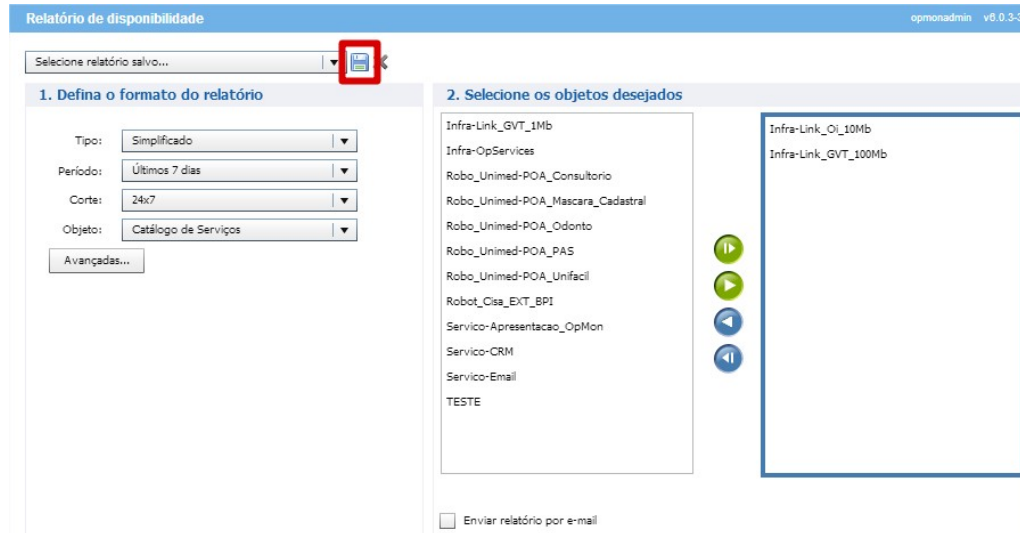 Relatório de disponibilidade
opmonadmin v6.0.3-3
Selecione relatório salvo...
1. Defina o formato do relatório
Tipo: Simplificado
Período: Últimos 7 dias
Corte: 24x7
Objeto: Catálogo de Serviços
Avançadas...
2. Selecione os objetos desejados
Infra-Link_GVT_1Mb
Infra-OpServices
Robo_Unimed-POA_Consultorio
Robo_Unimed-POA_Mascara_Cadastral
Robo_Unimed-POA_Odonto
Robo_Unimed-POA_PAS
Robo_Unimed-POA_Unifacil
Robot_Cisa_EXT_BPI
Servico-Apresentacao_OpMon
Servico-CRM
Servico-Email
TESTE
Infra-Link_Oi_10Mb
Infra-Link_GVT_100Mb
Enviar relatório por e-mail